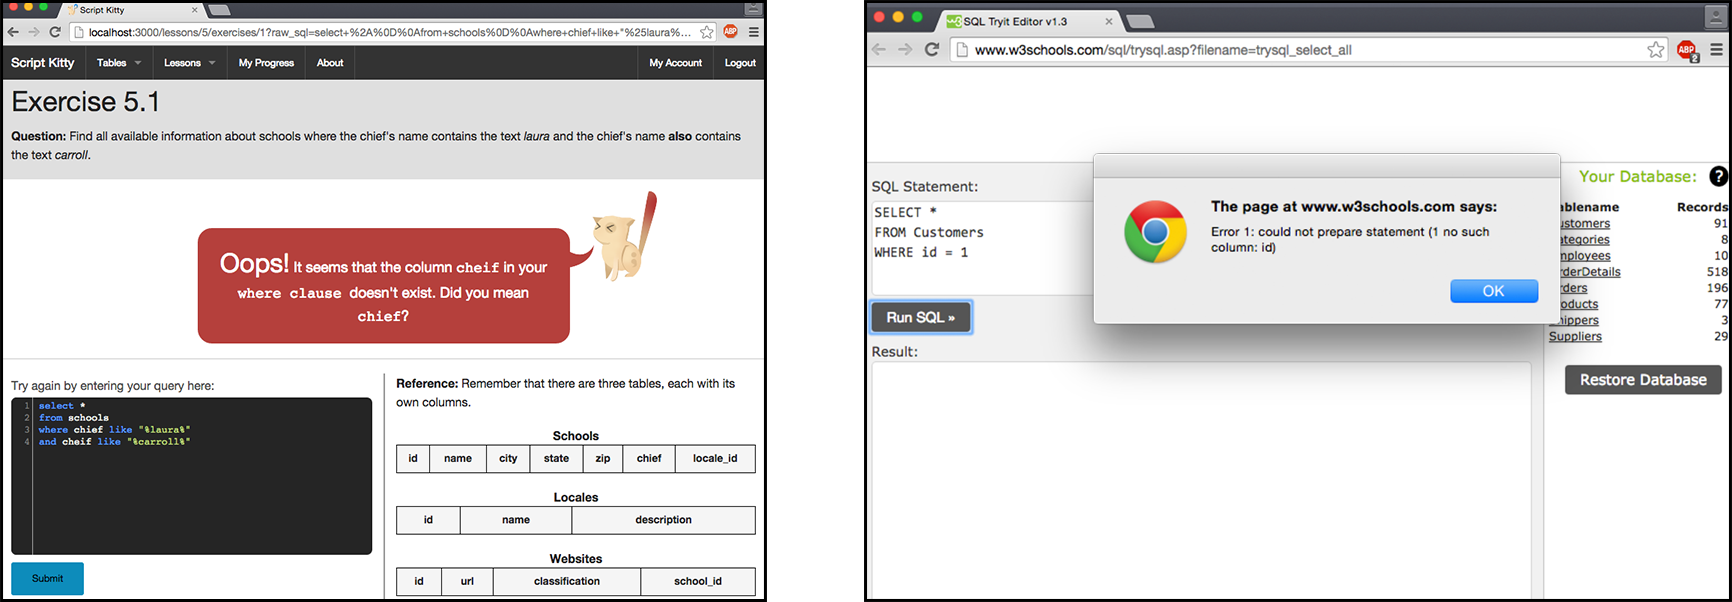 Script Kitty
localhost:3000/lessons/5/exercises/1?raw_sql=select+%2A%0D%0Afrom+schools%0D%0Awhere+chief+like+"%25laura%...
ABP
Script Kitty Tables Lessons My Progress About My Account Logout
Exercise 5.1
Question: Find all available information about schools where the chief's name contains the text laura and the chief's name also contains
the text carroll.
Oops! It seems that the column cheif in your
where clause doesn't exist. Did you mean
chief?
Try again by entering your query here:
1 select *
2 from schools
3 where chief like "%laura%"
4 and cheif like "%carroll%"
Submit
Reference: Remember that there are three tables, each with its
own columns.
Schools
id name city state zip chief locale_id
Locales
id name description
Websites
id url classification school_id
w3 SQL Tryit Editor v1.3
www.w3schools.com/sql/trysql.asp?filename=trysql_select_all
ABP 2
SQL Statement:
SELECT *
FROM Customers
WHERE id = 1
Run SQL »
Result:
The page at www.w3schools.com says:
Error 1: could not prepare statement (1 no such
column: id)
OK
Your Database: ?
ablename Records
ustomers 91
ategories 8
mployees 10
rderDetails 518
rders 196
oducts 77
hippers 3
Suppliers 29
Restore Database